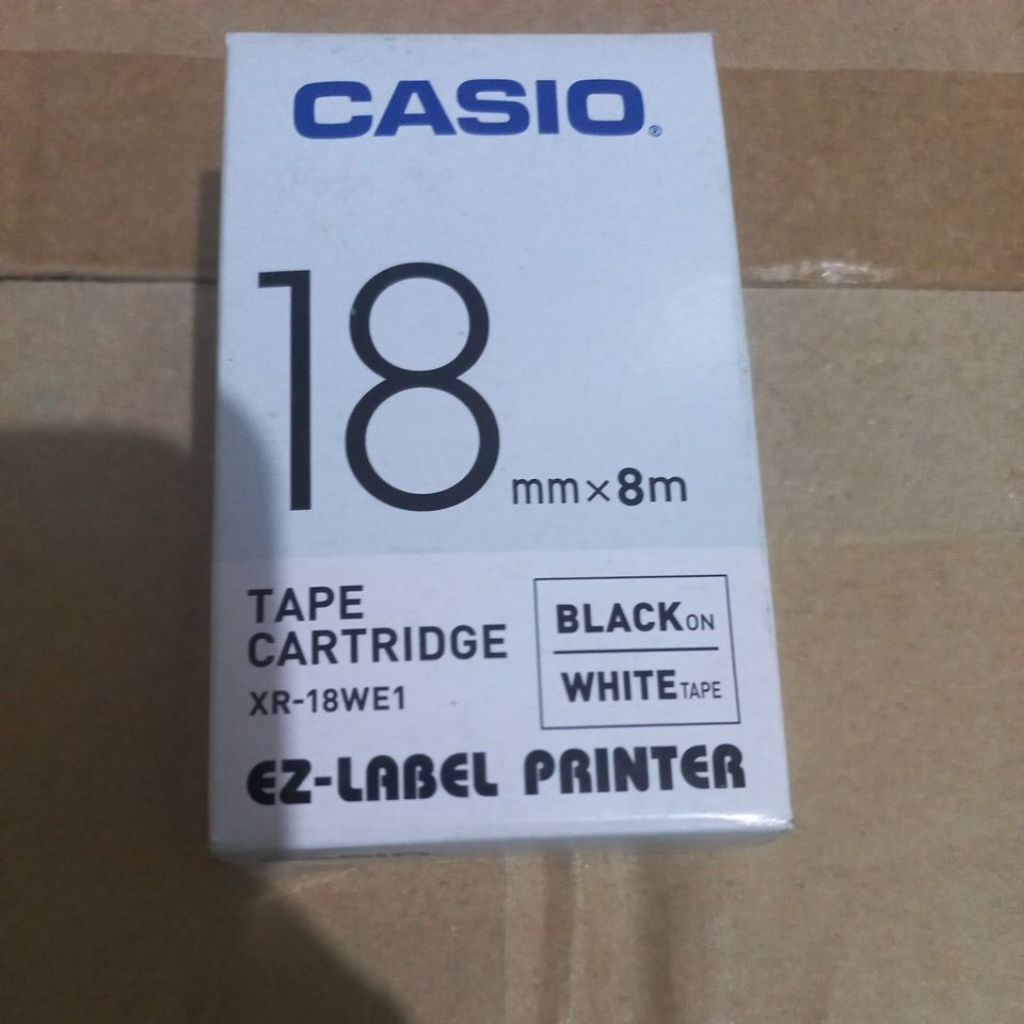 CASIO®
18 mm×8m
TAPE
CARTRIDGE
XR-18WE1
BLACK ON
WHITE TAPE
EZ-LABEL PRINTER